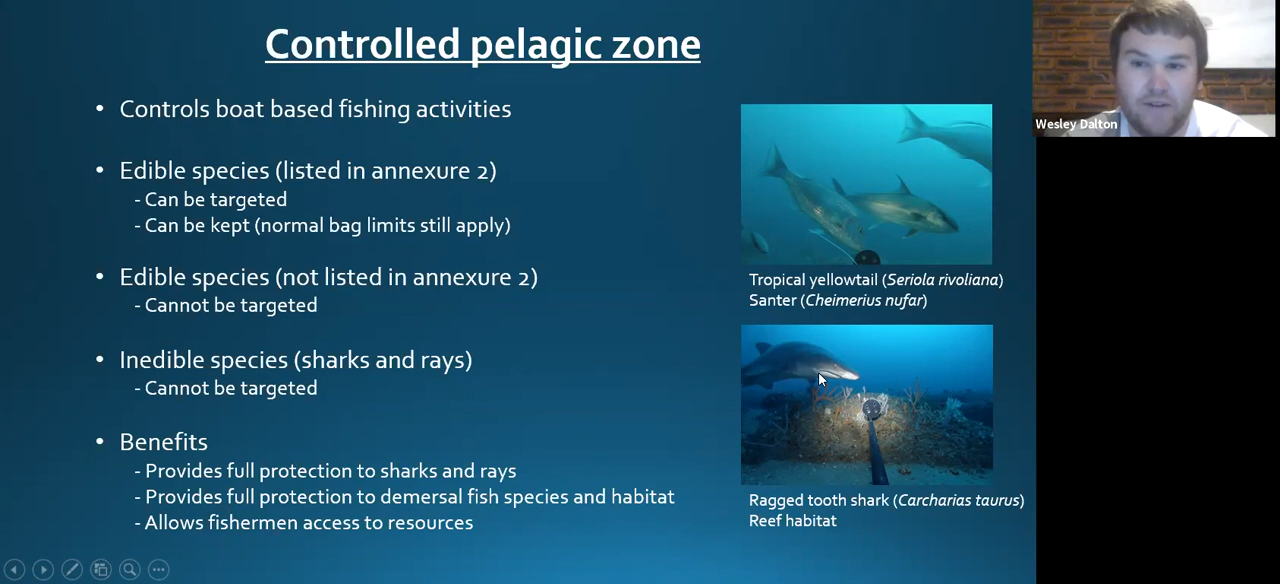 Controlled pelagic zone
• Controls boat based fishing activities
• Edible species (listed in annexure 2)
- Can be targeted
- Can be kept (normal bag limits still apply)
• Edible species (not listed in annexure 2)
- Cannot be targeted
• Inedible species (sharks and rays)
- Cannot be targeted
• Benefits
- Provides full protection to sharks and rays
- Provides full protection to demersal fish species and habitat
- Allows fishermen access to resources
Tropical yellowtail (Seriola rivoliana)
Santer (Cheimerius nufar)
Ragged tooth shark (Carcharias taurus)
Reef habitat
Wesley Dalton